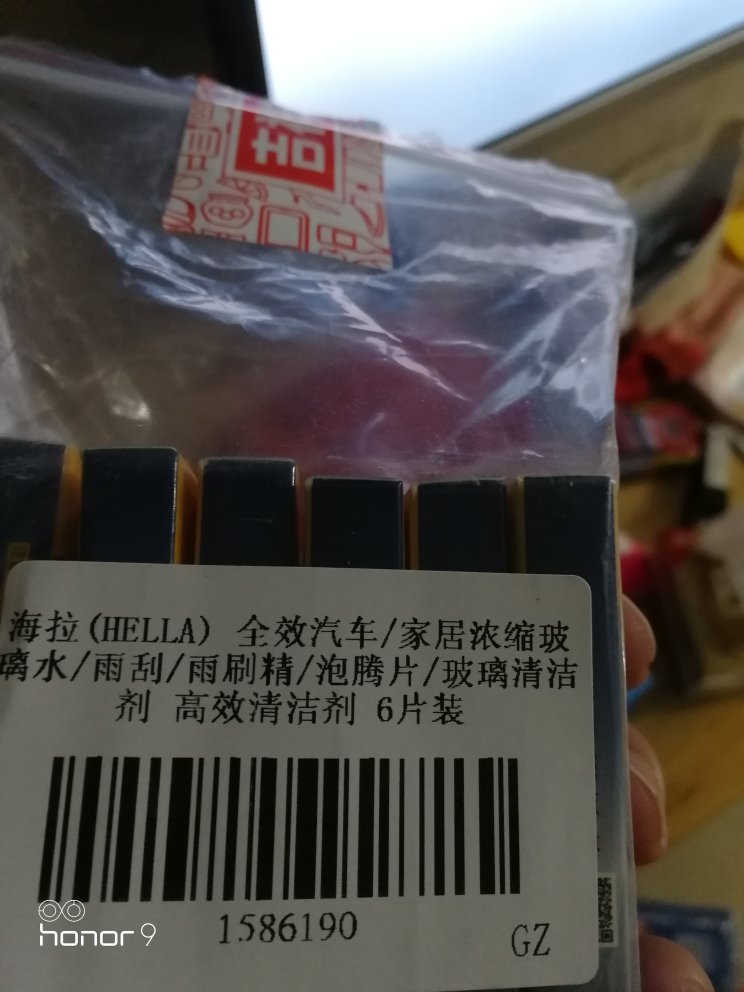 海拉(HELLA) 全效汽车/家居浓缩玻
璃水/雨刮/雨刷精/泡腾片/玻璃清洁
剂 高效清洁剂 6片装
1586190
GZ
honor 9